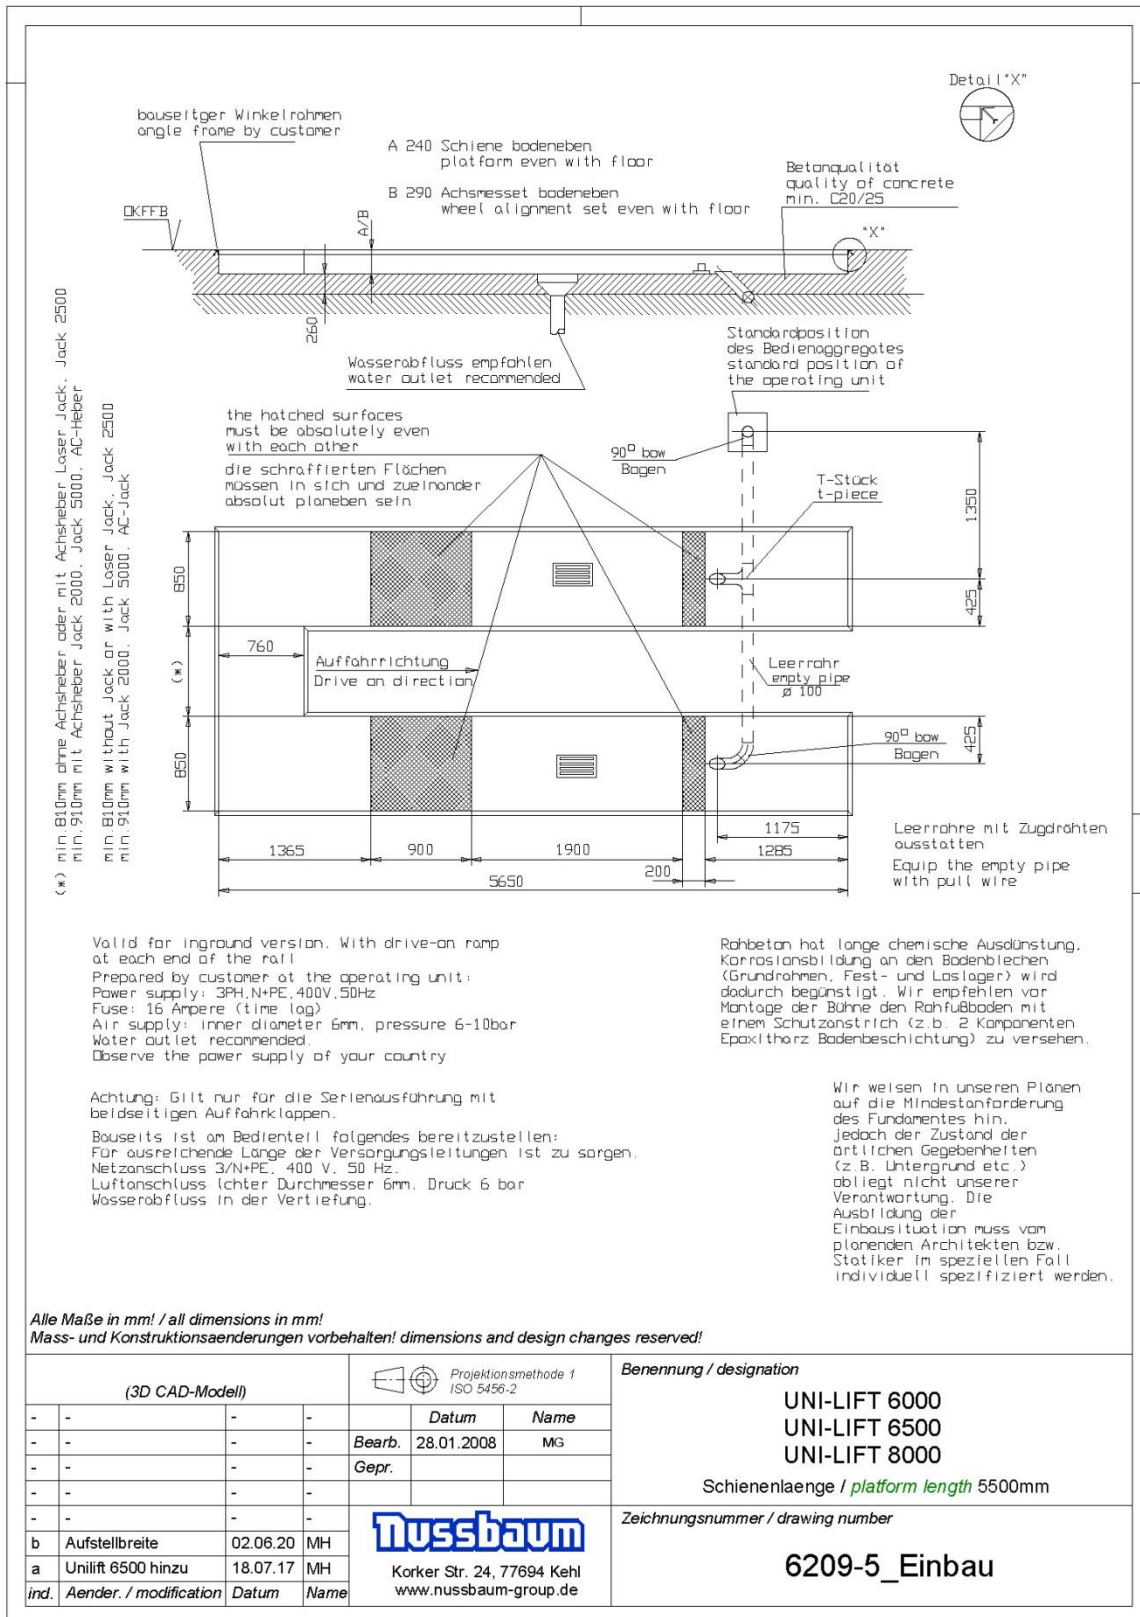 Detail "X"
bauseitger Winkelrahmen
angle frame by customer
A 240 Schiene bodeneben
platform even with floor
B 290 Achsmesset bodeneben
wheel alignment set even with floor
Betonqualität
quality of concrete
min. C20/25
OKFFB
A/B
"X"
260
Wasserabfluss empfohlen
water outlet recommended
Standardposition
des Bedienaggregates
standard position of
the operating unit
the hatched surfaces
must be absolutely even
with each other
die schraffierten Flächen
müssen in sich und zueinander
absolut planeben sein
90° bow
Bogen
T-Stück
t-piece
1350
850
425
760
(*)
Auffahrrichtung
Drive on direction
Leerrohr
empty pipe
ø 100
850
425
90° bow
Bogen
1175
1365
900
1900
1285
200
5650
Leerrohre mit Zugdrähten
ausstatten
Equip the empty pipe
with pull wire
(*) min.810mm ohne Achsheber oder mit Achsheber Laser Jack, Jack 2500
min.910mm mit Achsheber Jack 2000, Jack 5000, AC-Heber
min.810mm without Jack or with Laser Jack, Jack 2500
min.910mm with Jack 2000, Jack 5000, AC-Jack
Valid for inground version. With drive-on ramp
at each end of the rail
Prepared by customer at the operating unit:
Power supply: 3PH,N+PE,400V,50Hz
Fuse: 16 Ampere (time lag)
Air supply: inner diameter 6mm, pressure 6-10bar
Water outlet recommended.
Observe the power supply of your country
Achtung: Gilt nur für die Serienausführung mit
beidseitigen Auffahrklappen.
Bauseits ist am Bedienteil folgendes bereitzustellen:
Für ausreichende Länge der Versorgungsleitungen ist zu sorgen.
Netzanschluss 3/N+PE, 400 V, 50 Hz.
Luftanschluss lchter Durchmesser 6mm. Druck 6 bar
Wasserabfluss in der Vertiefung.
Rohbeton hat lange chemische Ausdünstung,
Korrosionsbildung an den Bodenblechen
(Grundrahmen, Fest- und Loslager) wird
dadurch begünstigt. Wir empfehlen vor
Montage der Bühne den Rohfußboden mit
einem Schutzanstrich (z.b. 2 Komponenten
Epoxitharz Bodenbeschichtung) zu versehen.
Wir weisen in unseren Plänen
auf die Mindestanforderung
des Fundamentes hin,
jedoch der Zustand der
örtlichen Gegebenheiten
(z.B. Untergrund etc.)
obliegt nicht unserer
Verantwortung. Die
Ausbildung der
Einbausituation muss vom
planenden Architekten bzw.
Statiker im speziellen Fall
individuell spezifiziert werden.
Alle Maße in mm! / all dimensions in mm!
Mass- und Konstruktionsaenderungen vorbehalten! dimensions and design changes reserved!
(3D CAD-Modell)
Projektionsmethode 1
ISO 5456-2
Benennung / designation
UNI-LIFT 6000
UNI-LIFT 6500
UNI-LIFT 8000
Schienenlaenge / platform length 5500mm
- - - - Datum Name
- - - - Bearb. 28.01.2008 MG
- - - - Gepr.
- - - -
- - - -
b Aufstellbreite 02.06.20 MH
a Unilift 6500 hinzu 18.07.17 MH
ind. Aender. / modification Datum Name
Nussbaum
Korker Str. 24, 77694 Kehl
www.nussbaum-group.de
Zeichnungsnummer / drawing number
6209-5_Einbau